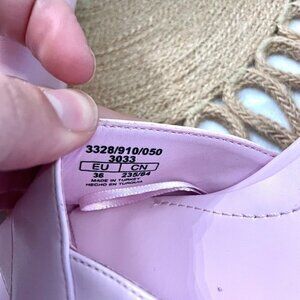 3328/910/050
3033
EU CN
36 235/84
MADE IN TURKEY
HECHO EN TURQUIA